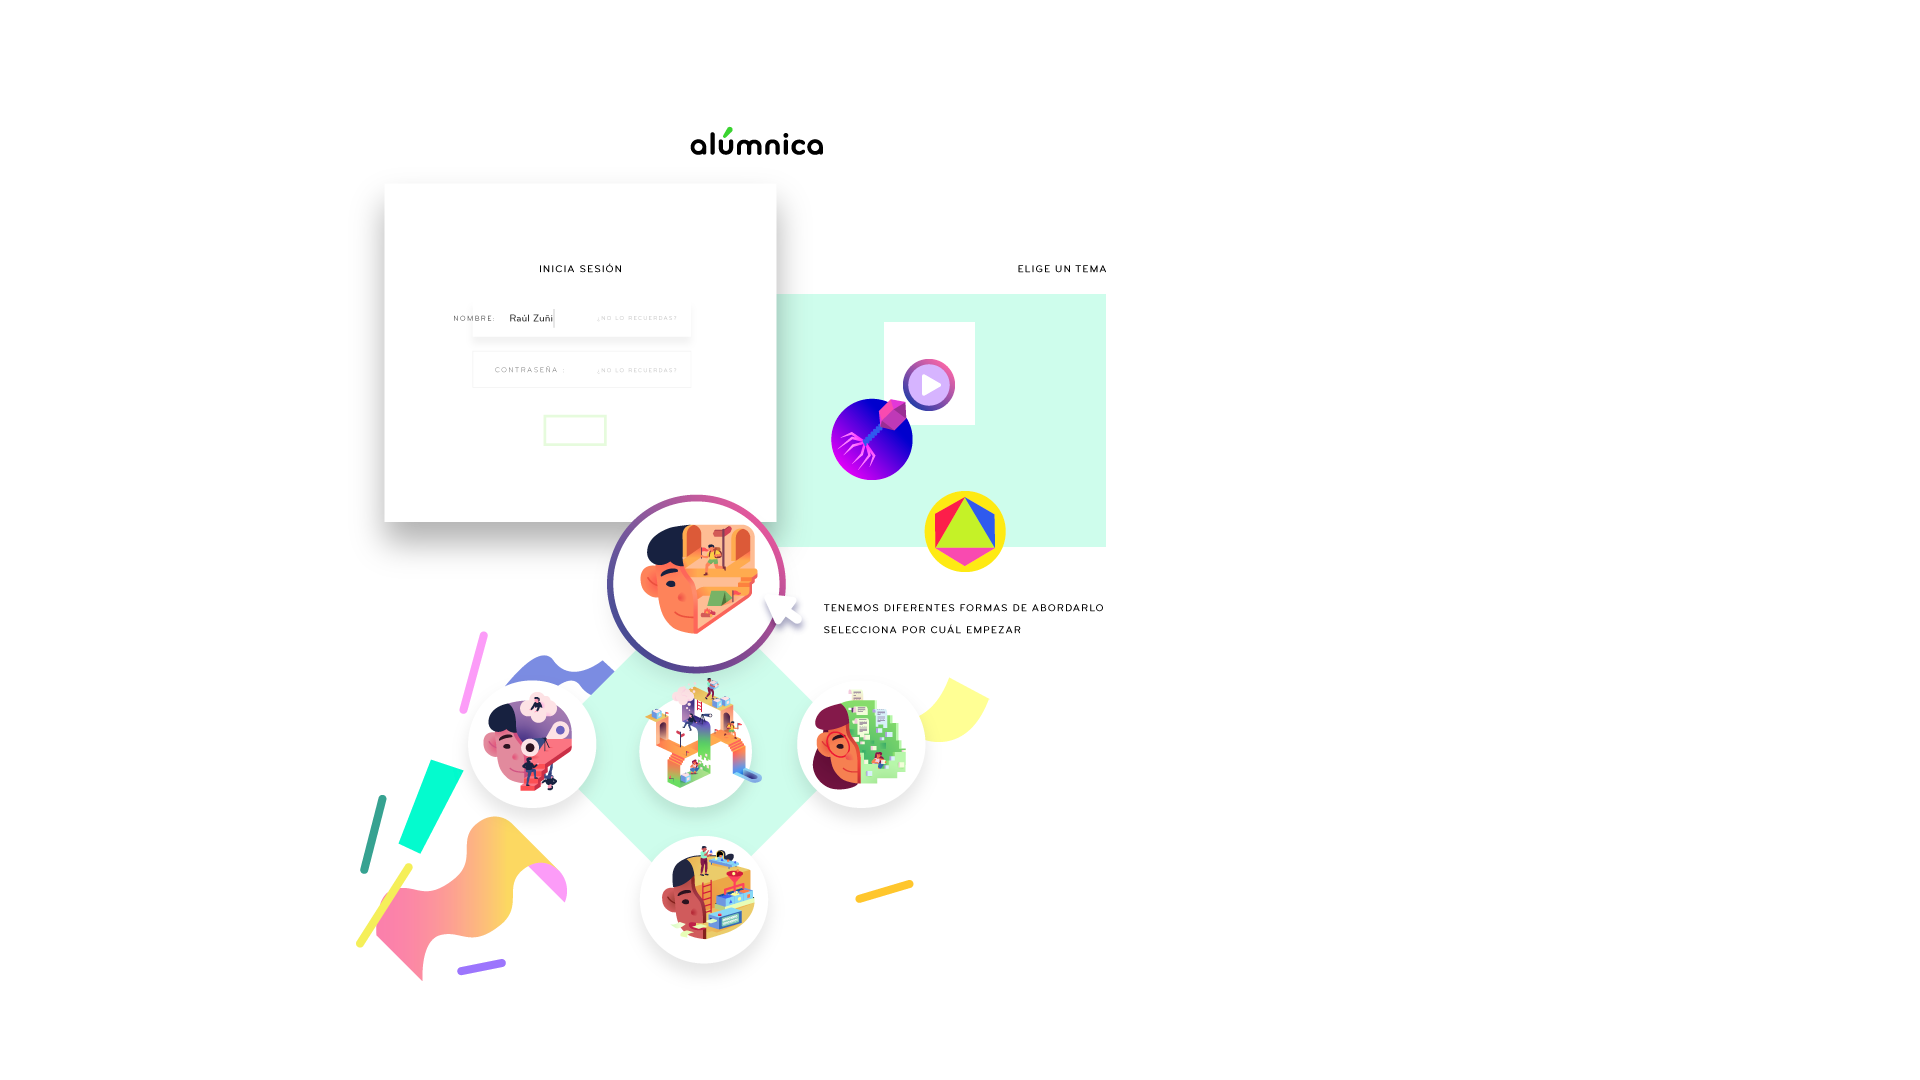 alúmnica
INICIA SESIÓN
NOMBRE: Raúl Zuñi ¿NO LO RECUERDAS?
CONTRASEÑA : ¿NO LO RECUERDAS?
ELIGE UN TEMA
TENEMOS DIFERENTES FORMAS DE ABORDARLO
SELECCIONA POR CUÁL EMPEZAR